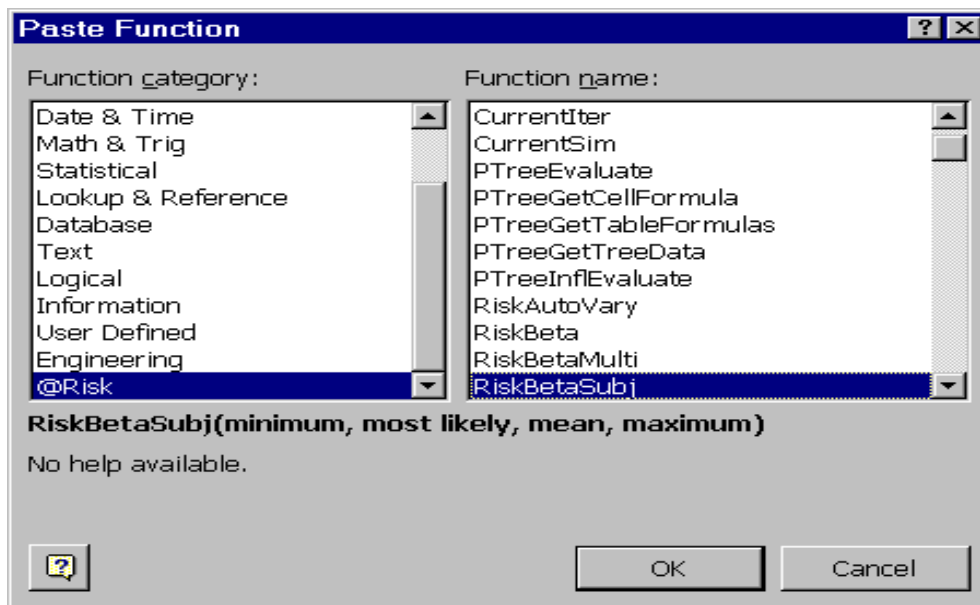 Paste Function
Function category:
Date & Time
Math & Trig
Statistical
Lookup & Reference
Database
Text
Logical
Information
User Defined
Engineering
@Risk
Function name:
CurrentIter
CurrentSim
PTreeEvaluate
PTreeGetCellFormula
PTreeGetTableFormulas
PTreeGetTreeData
PTreeInflEvaluate
RiskAutoVary
RiskBeta
RiskBetaMulti
RiskBetaSubj
RiskBetaSubj(minimum, most likely, mean, maximum)
No help available.
OK
Cancel